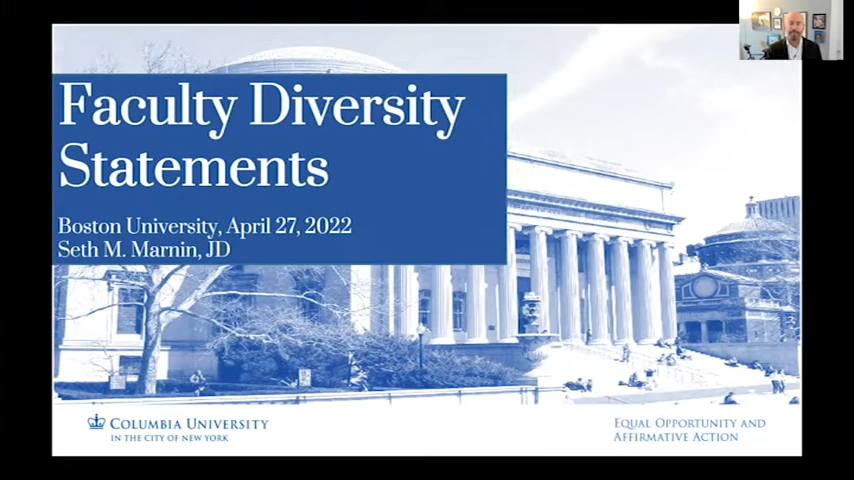 Faculty Diversity
Statements
Boston University, April 27, 2022
Seth M. Marnin, JD
COLUMBIA UNIVERSITY
IN THE CITY OF NEW YORK
EQUAL OPPORTUNITY AND
AFFIRMATIVE ACTION